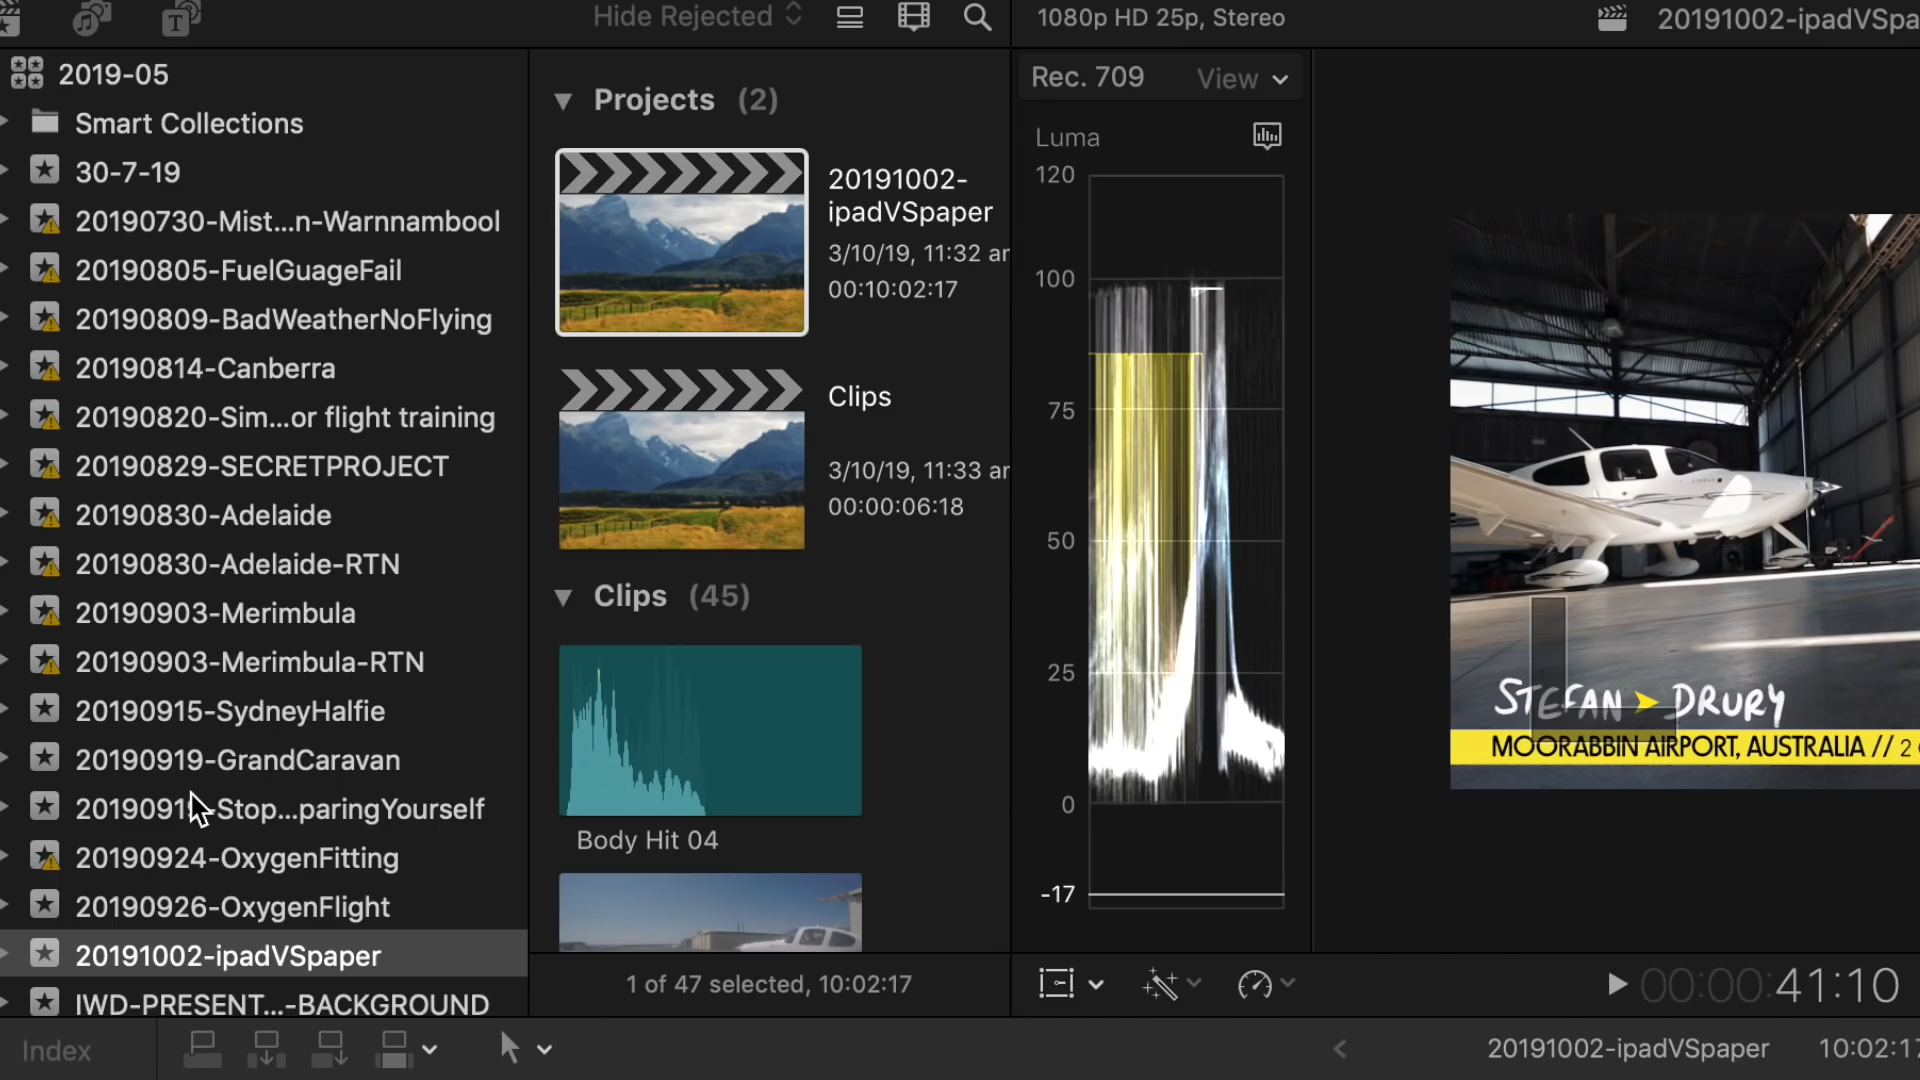 Hide Rejected
1080p HD 25p, Stereo
20191002-ipadVSpa
2019-05
Smart Collections
30-7-19
20190730-Mist...n-Warnnambool
20190805-FuelGuageFail
20190809-BadWeatherNoFlying
20190814-Canberra
20190820-Sim...or flight training
20190829-SECRETPROJECT
20190830-Adelaide
20190830-Adelaide-RTN
20190903-Merimbula
20190903-Merimbula-RTN
20190915-SydneyHalfie
20190919-GrandCaravan
20190919-Stop...paringYourself
20190924-OxygenFitting
20190926-OxygenFlight
20191002-ipadVSpaper
IWD-PRESENT...-BACKGROUND
Index
Projects (2)
20191002-
ipadVSpaper
3/10/19, 11:32 ar
00:10:02:17
Clips
3/10/19, 11:33 ar
00:00:06:18
Clips (45)
Body Hit 04
1 of 47 selected, 10:02:17
Rec. 709
View
Luma
120
100
75
50
25
0
-17
STEFAN DRURY
MOORABBIN AIRPORT, AUSTRALIA // 2
00:00:41:10
20191002-ipadVSpaper
10:02:17